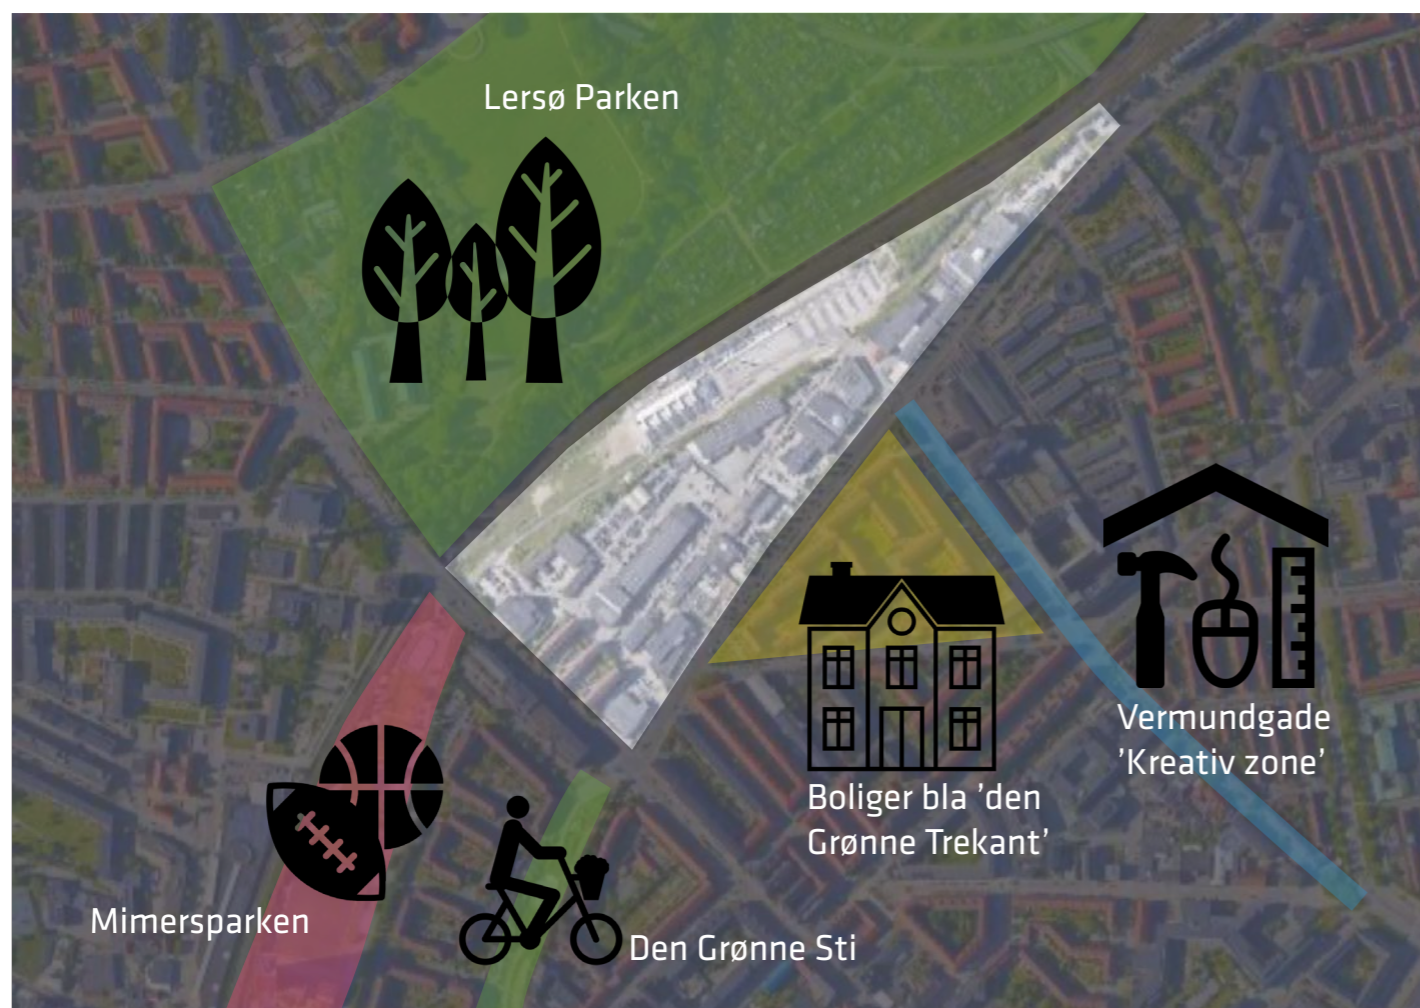 Lersø Parken
Vermundgade
’Kreativ zone’
Boliger bla ’den
Grønne Trekant’
Mimersparken
Den Grønne Sti